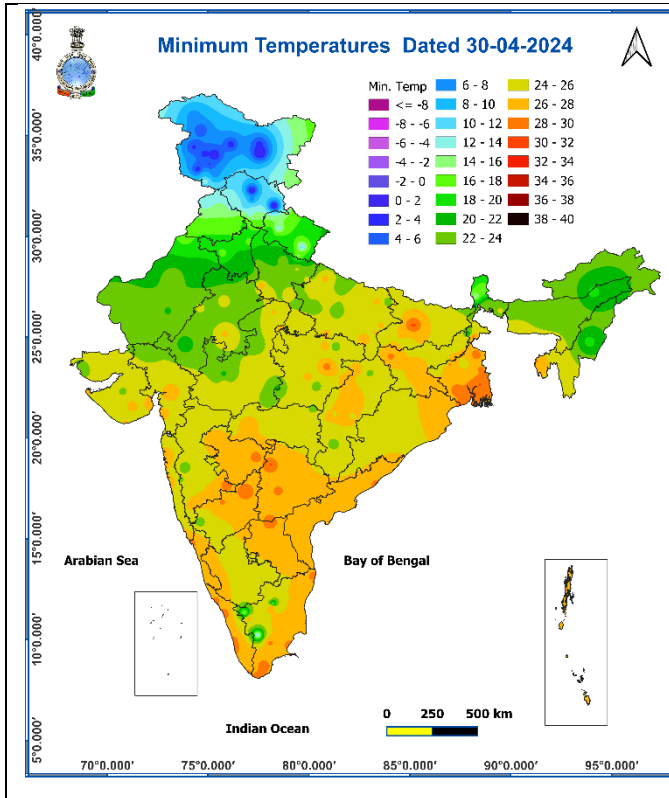 Minimum Temperatures Dated 30-04-2024
Min. Temp
<= -8
-8 - -6
-6 - -4
-4 - -2
-2 - 0
0 - 2
2 - 4
4 - 6
6 - 8
8 - 10
10 - 12
12 - 14
14 - 16
16 - 18
18 - 20
20 - 22
22 - 24
24 - 26
26 - 28
28 - 30
30 - 32
32 - 34
34 - 36
36 - 38
38 - 40
40°0.000'
35°0.000'
30°0.000'
25°0.000'
20°0.000'
15°0.000'
10°0.000'
5°0.000'
Arabian Sea
Bay of Bengal
Indian Ocean
0 250 500 km
70°0.000' 75°0.000' 80°0.000' 85°0.000' 90°0.000' 95°0.000'